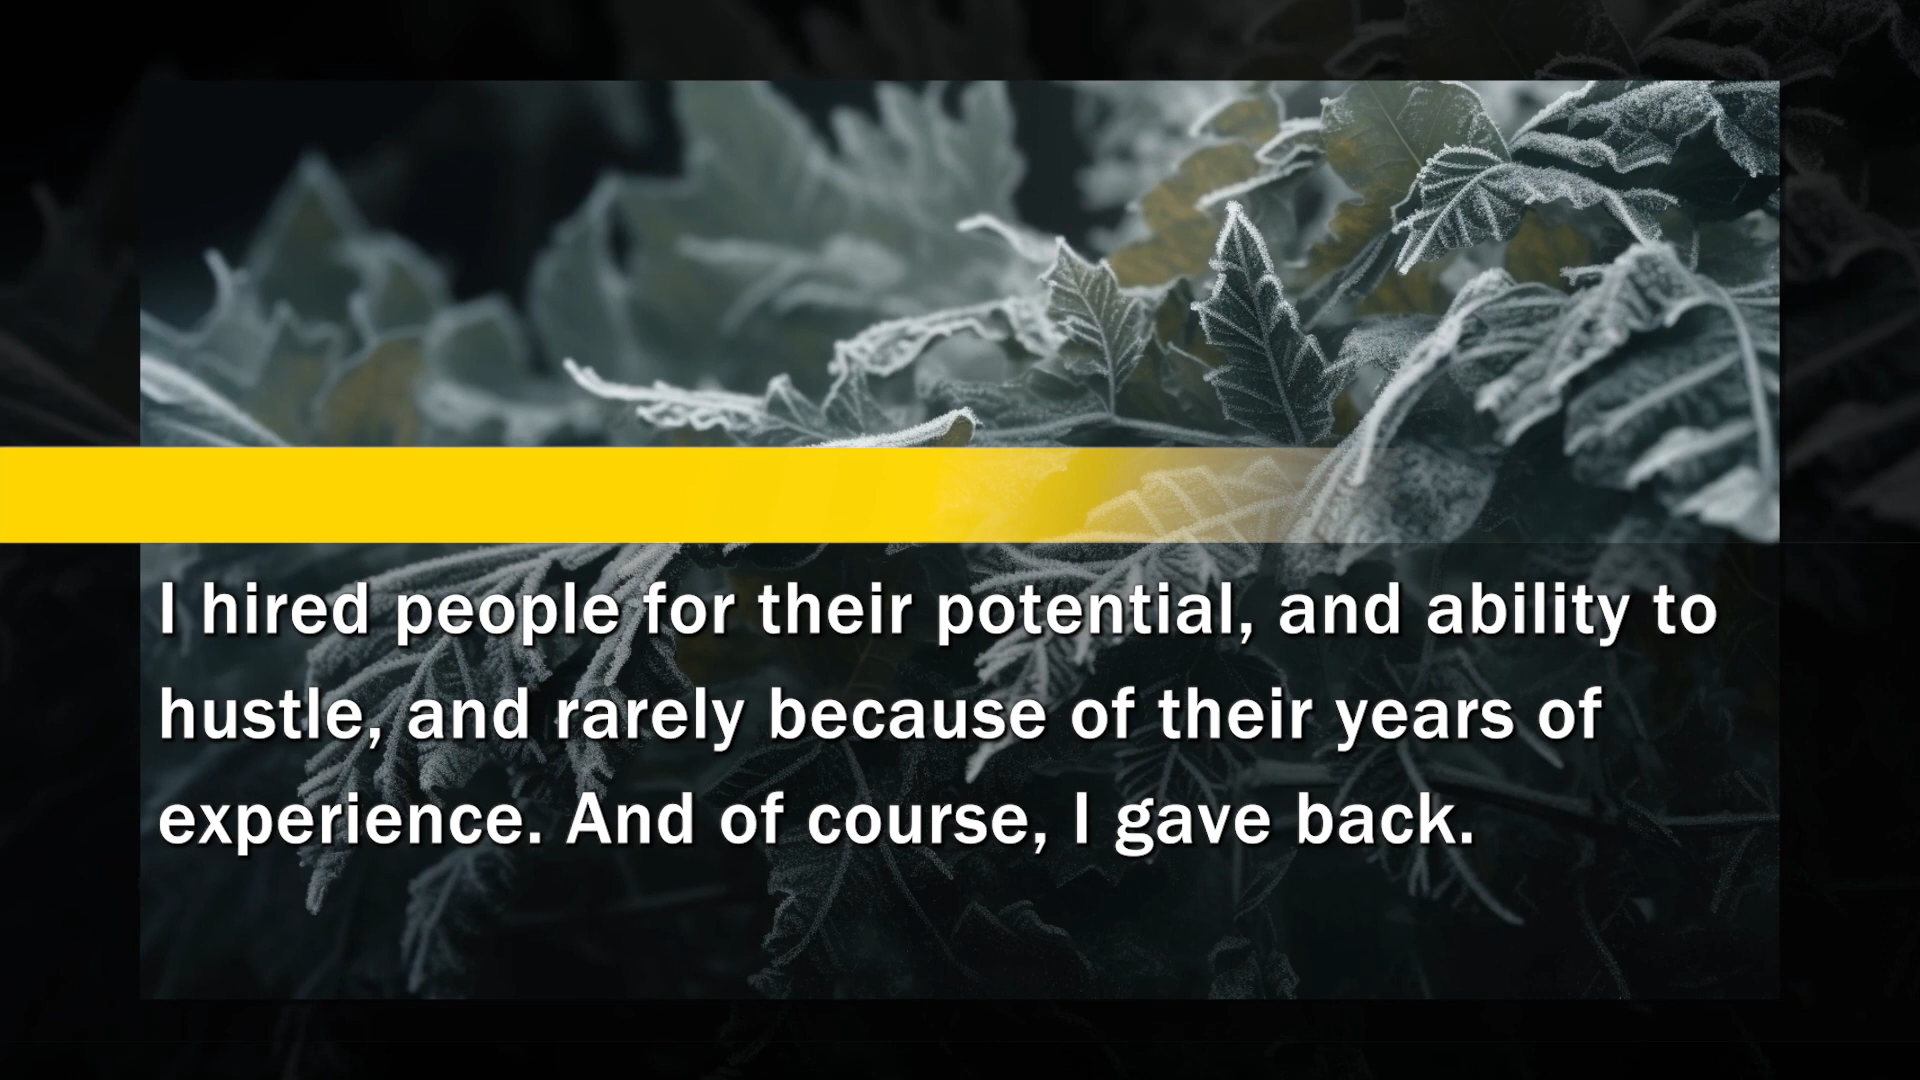 I hired people for their potential, and ability to
hustle, and rarely because of their years of
experience. And of course, I gave back.